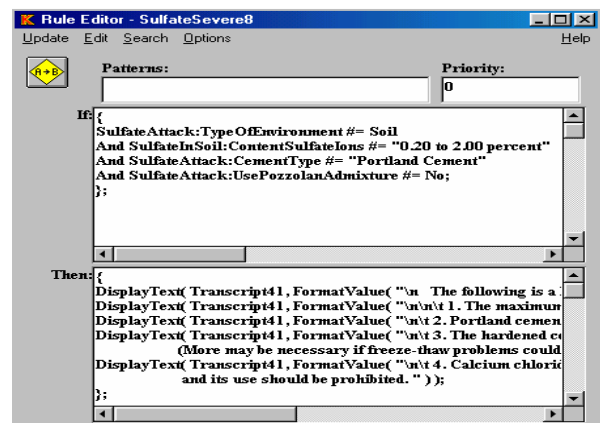 K Rule Editor - SulfateSevere8
Update Edit Search Options Help
A+B
Patterns: Priority:
0
If: {
SulfateAttack:TypeOfEnvironment #= Soil
And SulfateInSoil:ContentSulfateIons #= "0.20 to 2.00 percent"
And SulfateAttack:CementType #= "Portland Cement"
And SulfateAttack:UsePozzolanAdmixture #= No;
};
Then: {
DisplayText( Transcript41, FormatValue( "\n The following is a
DisplayText( Transcript41, FormatValue( "\n\n\t 1. The maximum
DisplayText( Transcript41, FormatValue( "\n\t 2. Portland cemen
DisplayText( Transcript41, FormatValue( "\n\t 3. The hardened c
(More may be necessary if freeze-thaw problems could
DisplayText( Transcript41, FormatValue( "\n\t 4. Calcium chlori
and its use should be prohibited. " ) );
};